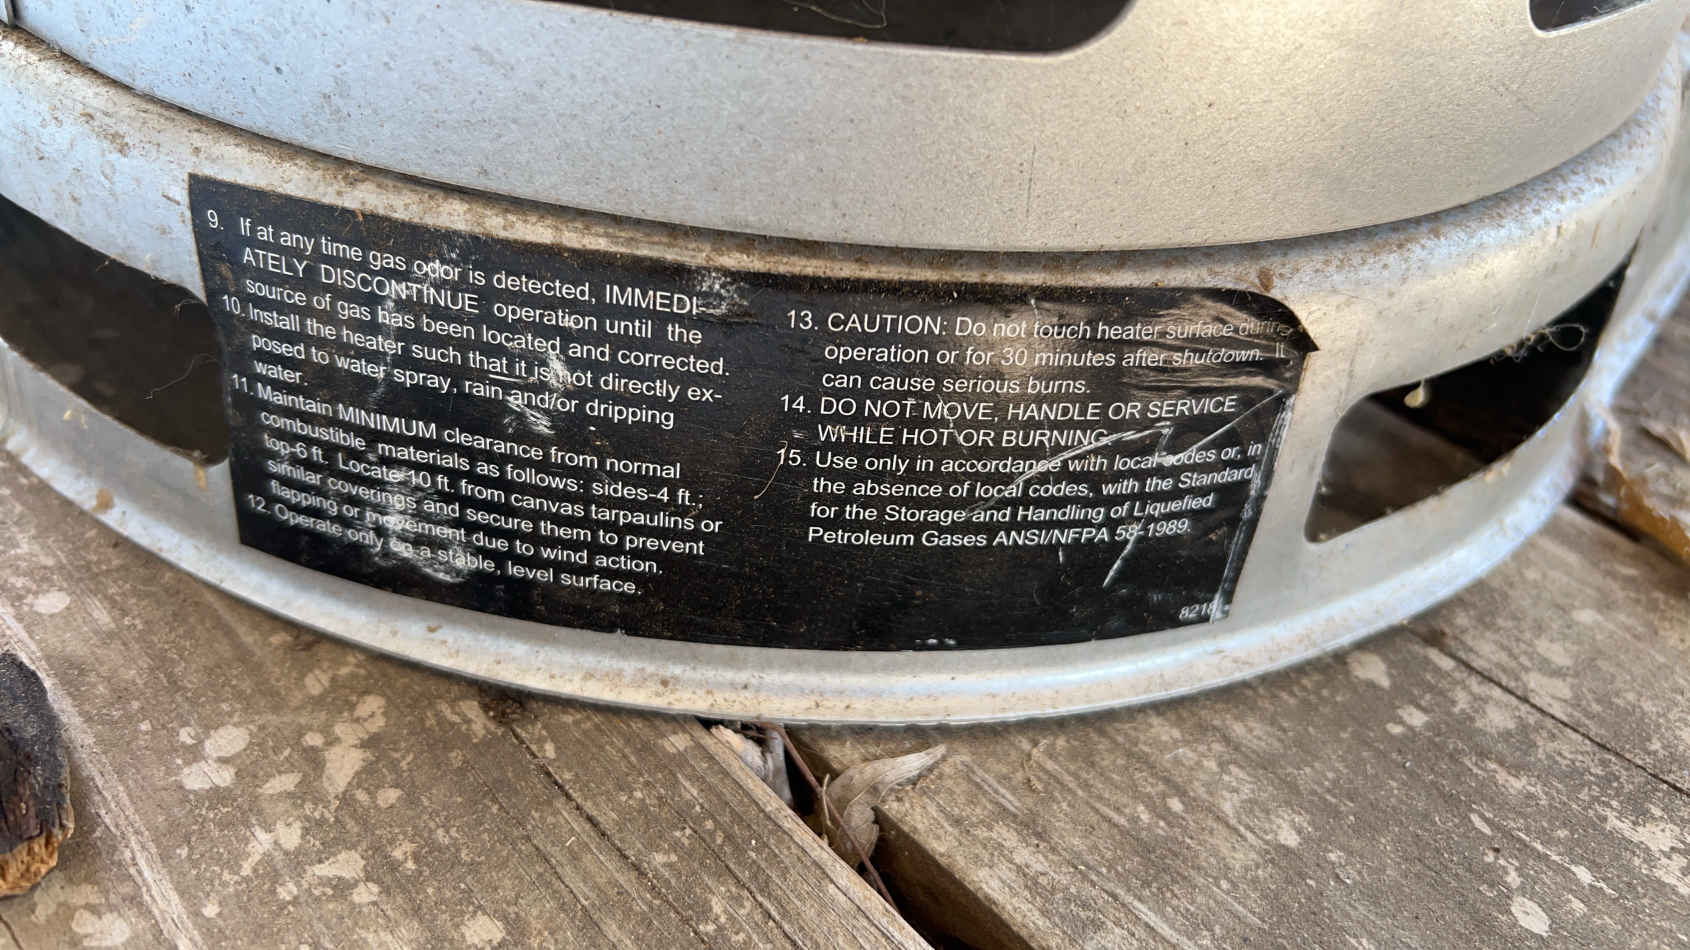 9. If at any time gas odor is detected, IMMEDI-
ATELY DISCONTINUE operation until the
source of gas has been located and corrected.
10. Install the heater such that it is not directly ex-
posed to water spray, rain and/or dripping
water.
11. Maintain MINIMUM clearance from normal
combustible materials as follows: sides-4 ft.;
top-6 ft. Locate 10 ft. from canvas tarpaulins or
similar coverings and secure them to prevent
flapping or movement due to wind action.
12. Operate only on a stable, level surface.
13. CAUTION: Do not touch heater surface during
operation or for 30 minutes after shutdown. It
can cause serious burns.
14. DO NOT MOVE, HANDLE OR SERVICE
WHILE HOT OR BURNING.
15. Use only in accordance with local codes or, in
the absence of local codes, with the Standard
for the Storage and Handling of Liquefied
Petroleum Gases ANSI/NFPA 58-1989.
8218